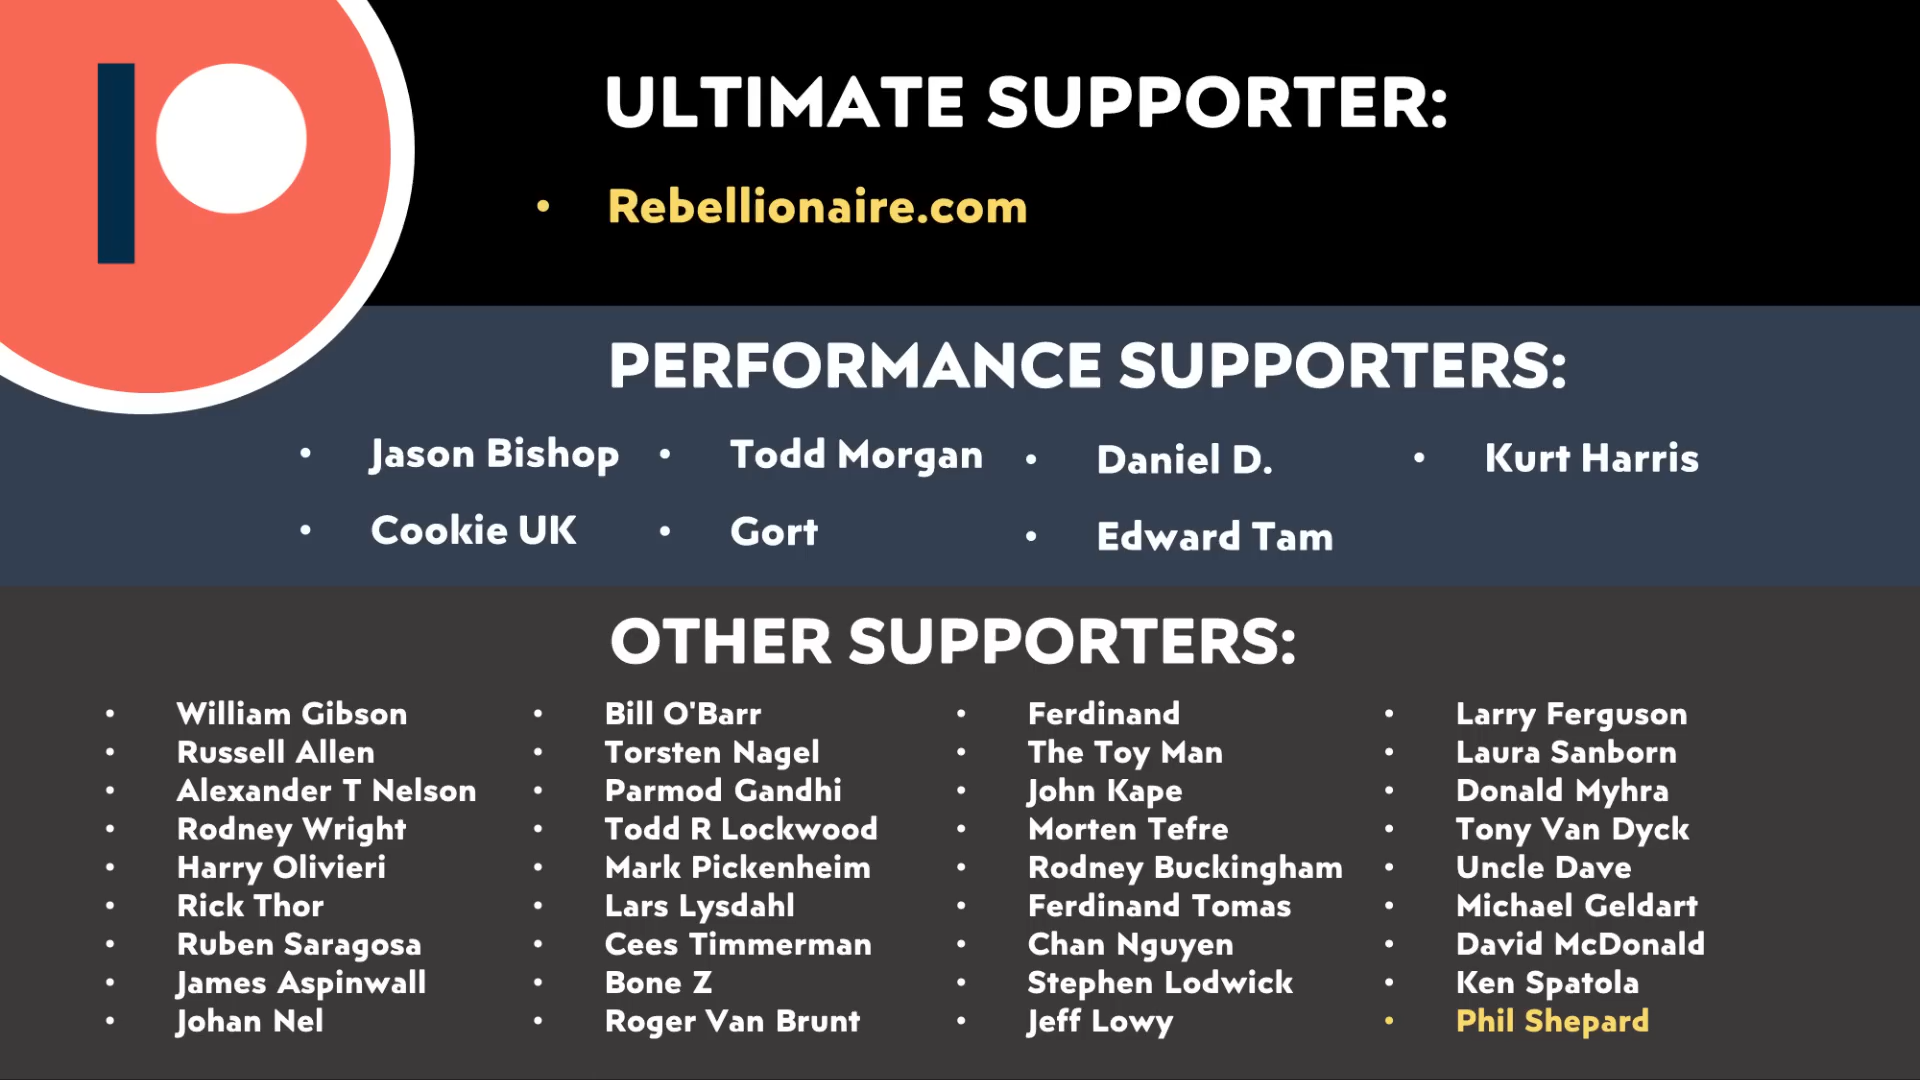 ULTIMATE SUPPORTER:
• Rebellionaire.com
PERFORMANCE SUPPORTERS:
• Jason Bishop • Todd Morgan • Daniel D. • Kurt Harris
• Cookie UK • Gort • Edward Tam
OTHER SUPPORTERS:
• William Gibson • Bill O'Barr • Ferdinand • Larry Ferguson
• Russell Allen • Torsten Nagel • The Toy Man • Laura Sanborn
• Alexander T Nelson • Parmod Gandhi • John Kape • Donald Myhra
• Rodney Wright • Todd R Lockwood • Morten Tefre • Tony Van Dyck
• Harry Olivieri • Mark Pickenheim • Rodney Buckingham • Uncle Dave
• Rick Thor • Lars Lysdahl • Ferdinand Tomas • Michael Geldart
• Ruben Saragosa • Cees Timmerman • Chan Nguyen • David McDonald
• James Aspinwall • Bone Z • Stephen Lodwick • Ken Spatola
• Johan Nel • Roger Van Brunt • Jeff Lowy • Phil Shepard